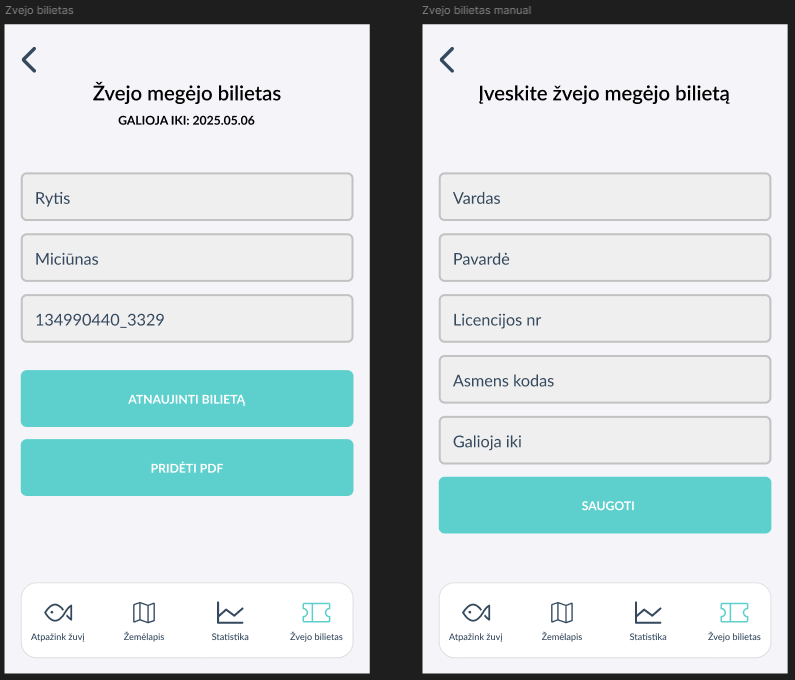 Zvejo bilietas
Žvejo megėjo bilietas
GALIOJA IKI: 2025.05.06
Rytis
Miciūnas
134990440_3329
ATNAUJINTI BILIETĄ
PRIDĖTI PDF
Atpažink žuvį
Žemėlapis
Statistika
Žvejo bilietas
Zvejo bilietas manual
Įveskite žvejo megėjo bilietą
Vardas
Pavardė
Licencijos nr
Asmens kodas
Galioja iki
SAUGOTI
Atpažink žuvį
Žemėlapis
Statistika
Žvejo bilietas